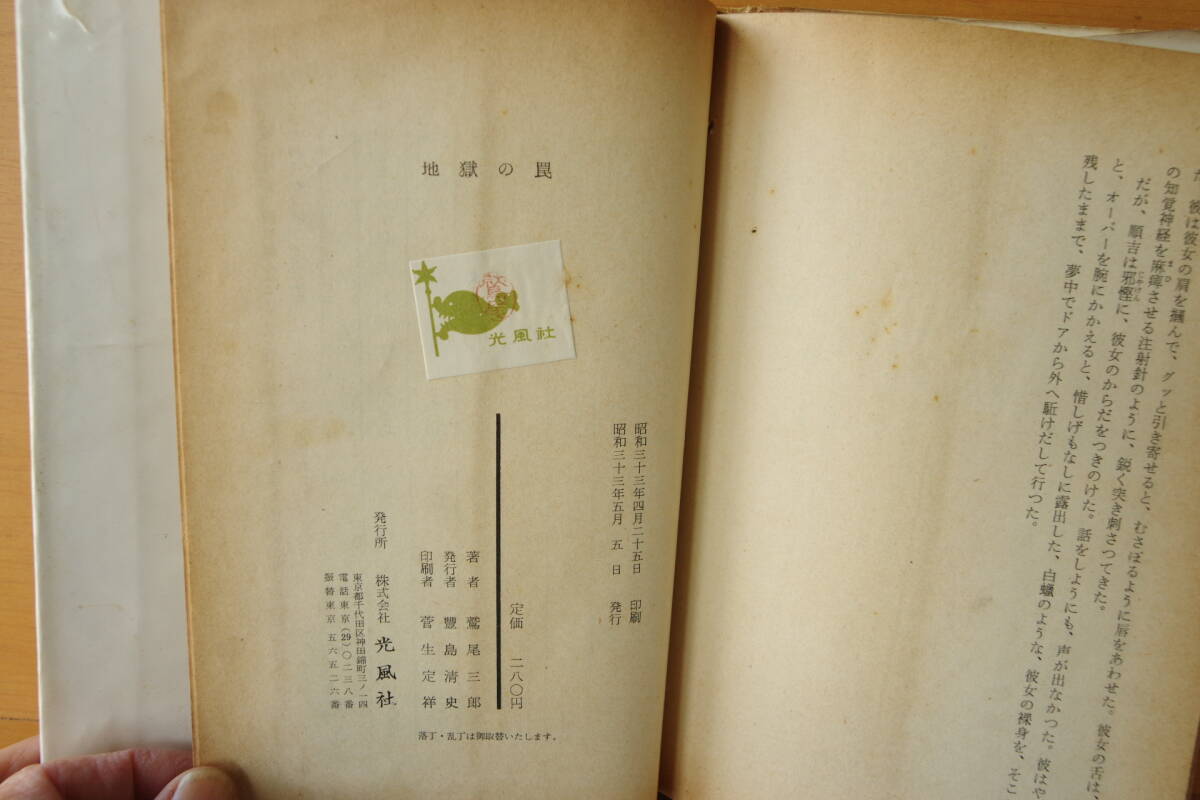 た。彼は彼女の肩を摑んで、グッと引き寄せると、むさぼるように唇をあわせた。彼女の舌は、
の知覚神経を麻痺させる注射針のように、鋭く突き刺さつてきた。
だが、順吉は邪慳に、彼女のからだをつきのけた。話をしようにも、声が出なかつた。彼はや
と、オーバーを腕にかかえると、惜しげもなしに露出した、白蠟のような、彼女の裸身を、そこ
残したままで、夢中でドアから外へ駈けだして行つた。
地獄の罠
光風社
昭和三十三年四月二十五日 印刷
昭和三十三年五月 五 日 発行
定価 二八〇円
著者 鷲尾三郎
発行者 豊島清史
印刷者 菅生定祥
発行所 株式会社 光風社
東京都千代田区神田錦町三ノ一四
電話東京(29)〇二三八番
振替東京 五六五二六番
落丁・乱丁は御取替いたします。